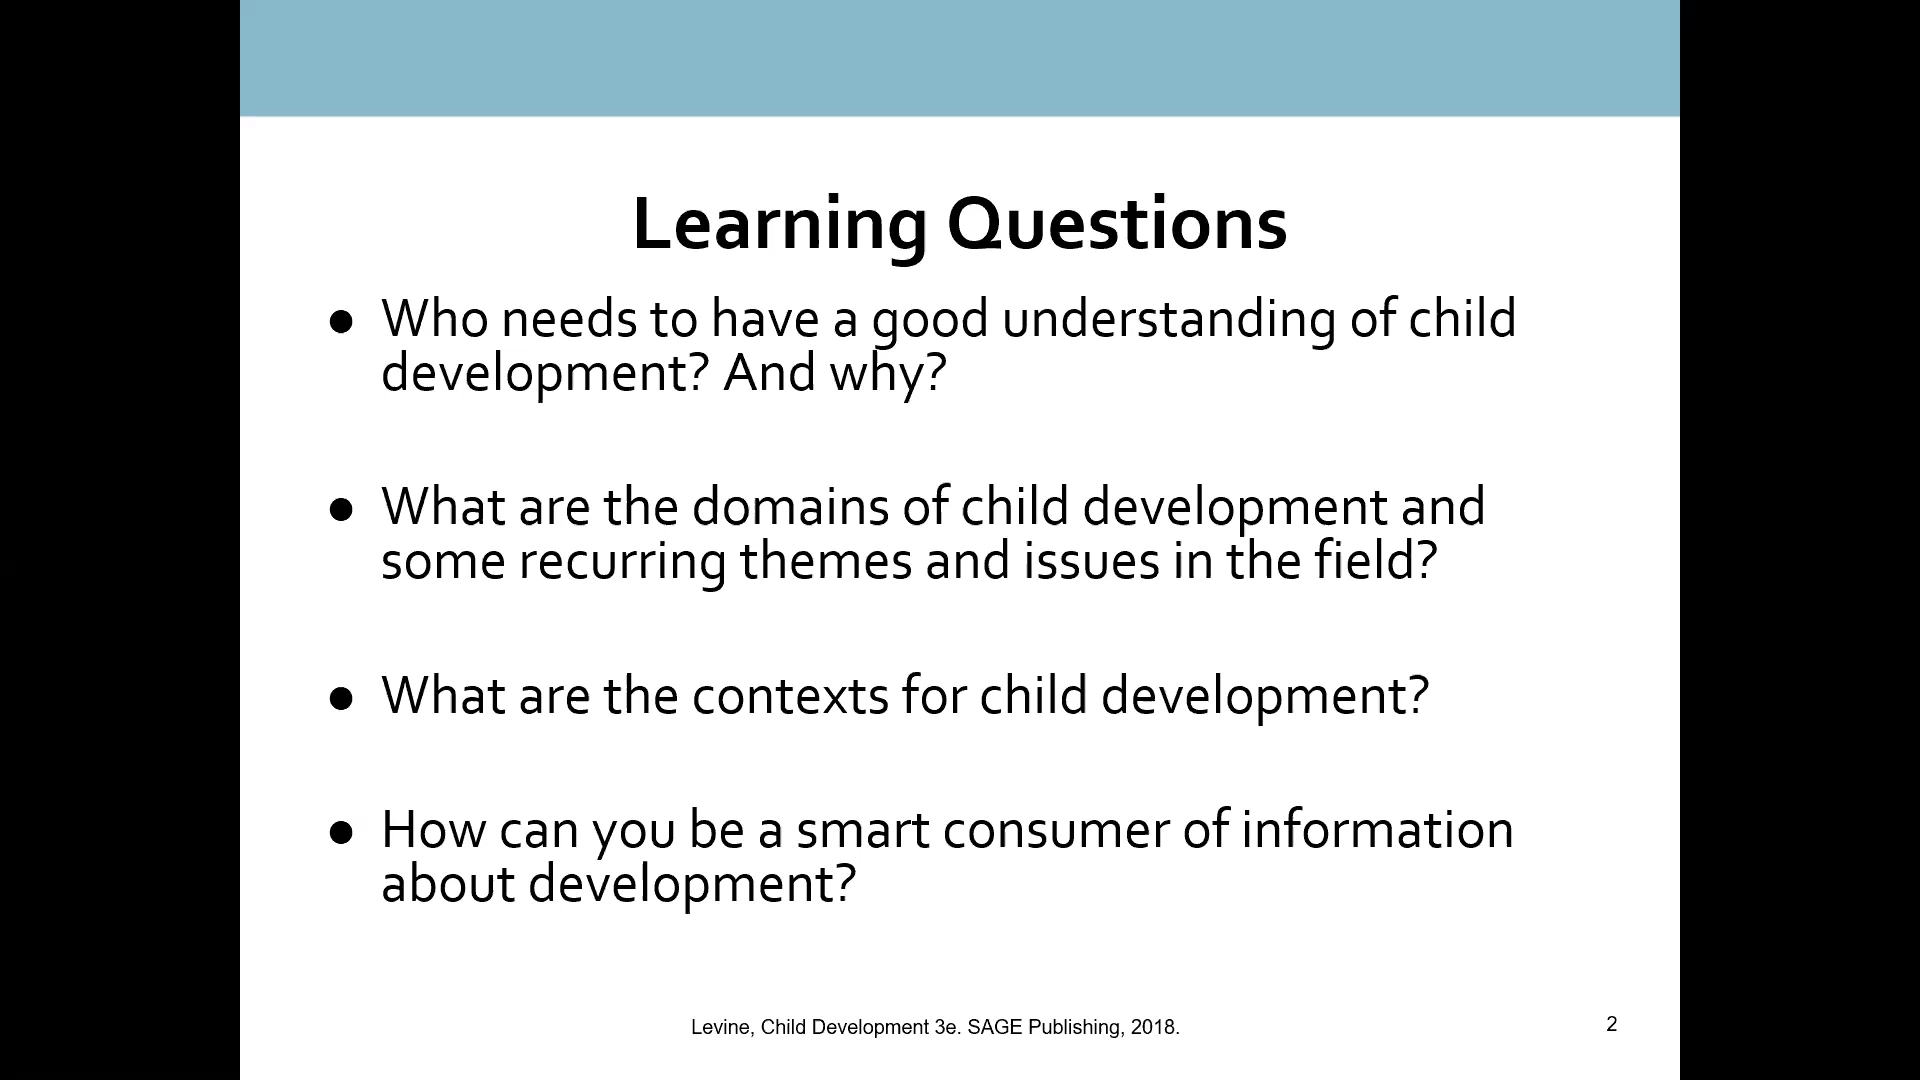 Learning Questions
● Who needs to have a good understanding of child
development? And why?
● What are the domains of child development and
some recurring themes and issues in the field?
● What are the contexts for child development?
● How can you be a smart consumer of information
about development?
Levine, Child Development 3e. SAGE Publishing, 2018.
2